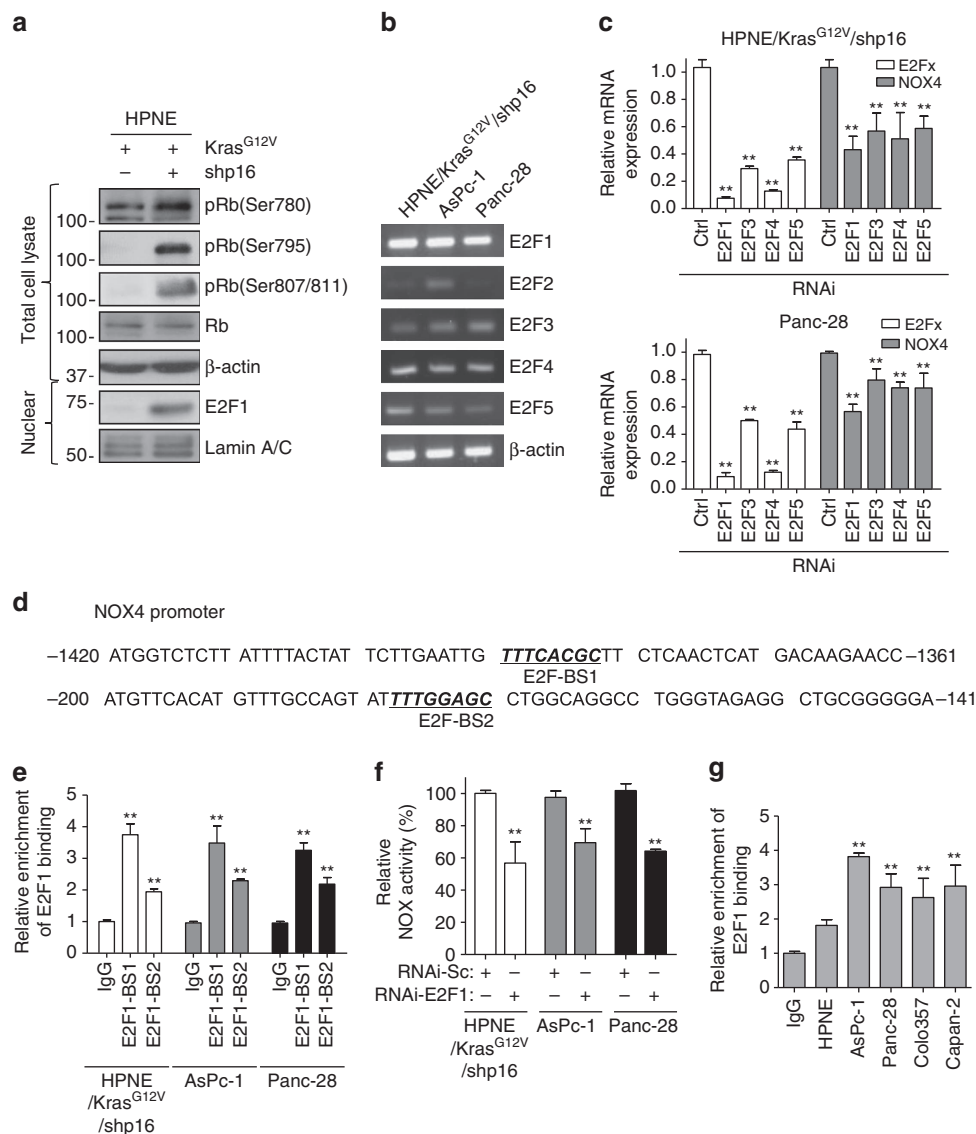 a
HPNE
+ + Kras^G12V
– + shp16
Total cell lysate
100- pRb(Ser780)
100- pRb(Ser795)
100- pRb(Ser807/811)
100- Rb
37- β-actin
Nuclear
75- E2F1
50- Lamin A/C
b
HPNE/Kras^G12V/shp16
AsPc-1
Panc-28
E2F1
E2F2
E2F3
E2F4
E2F5
β-actin
c
HPNE/Kras^G12V/shp16
E2Fx
NOX4
Relative mRNA
expression
1.0
0.8
0.6
0.4
0.2
0.0
** ** ** ** ** ** ** **
Ctrl E2F1 E2F3 E2F4 E2F5 Ctrl E2F1 E2F3 E2F4 E2F5
RNAi
Panc-28
E2Fx
NOX4
Relative mRNA
expression
1.0
0.8
0.6
0.4
0.2
0.0
** ** ** ** ** ** ** **
Ctrl E2F1 E2F3 E2F4 E2F5 Ctrl E2F1 E2F3 E2F4 E2F5
RNAi
d
NOX4 promoter
–1420 ATGGTCTCTT ATTTTACTAT TCTTGAATTG TTTCACGCTT CTCAACTCAT GACAAGAACC –1361
E2F-BS1
–200 ATGTTCACAT GTTTGCCAGT ATTTTGGAGC CTGGCAGGCC TGGGTAGAGG CTGCGGGGGA –141
E2F-BS2
e
Relative enrichment
of E2F1 binding
5
4
3
2
1
0
** ** ** ** ** **
IgG E2F1-BS1 E2F1-BS2 IgG E2F1-BS1 E2F1-BS2 IgG E2F1-BS1 E2F1-BS2
HPNE
/Kras^G12V
/shp16
AsPc-1
Panc-28
f
Relative
NOX activity (%)
100
80
60
40
20
0
** ** **
RNAi-Sc: + – + – + –
RNAi-E2F1: – + – + – +
HPNE
/Kras^G12V
/shp16
AsPc-1
Panc-28
g
Relative enrichment of
E2F1 binding
5
4
3
2
1
0
** ** ** **
IgG HPNE AsPc-1 Panc-28 Colo357 Capan-2